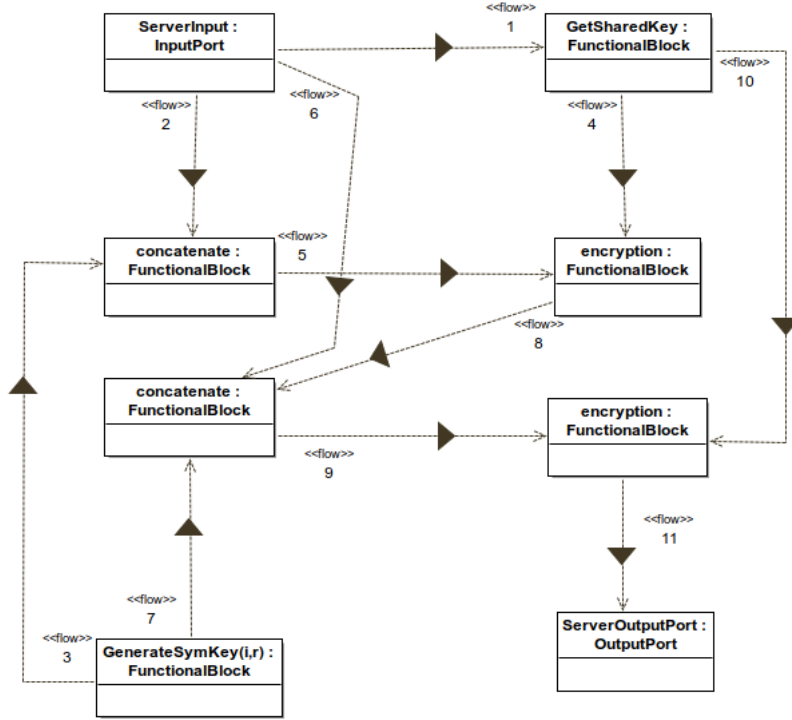 <<flow>>
1
ServerInput :
InputPort
GetSharedKey :
FunctionalBlock
<<flow>>
2
<<flow>>
6
<<flow>>
4
<<flow>>
10
concatenate :
FunctionalBlock
<<flow>>
5
encryption :
FunctionalBlock
<<flow>>
8
concatenate :
FunctionalBlock
encryption :
FunctionalBlock
<<flow>>
9
<<flow>>
11
<<flow>>
7
<<flow>>
3
GenerateSymKey(i,r) :
FunctionalBlock
ServerOutputPort :
OutputPort